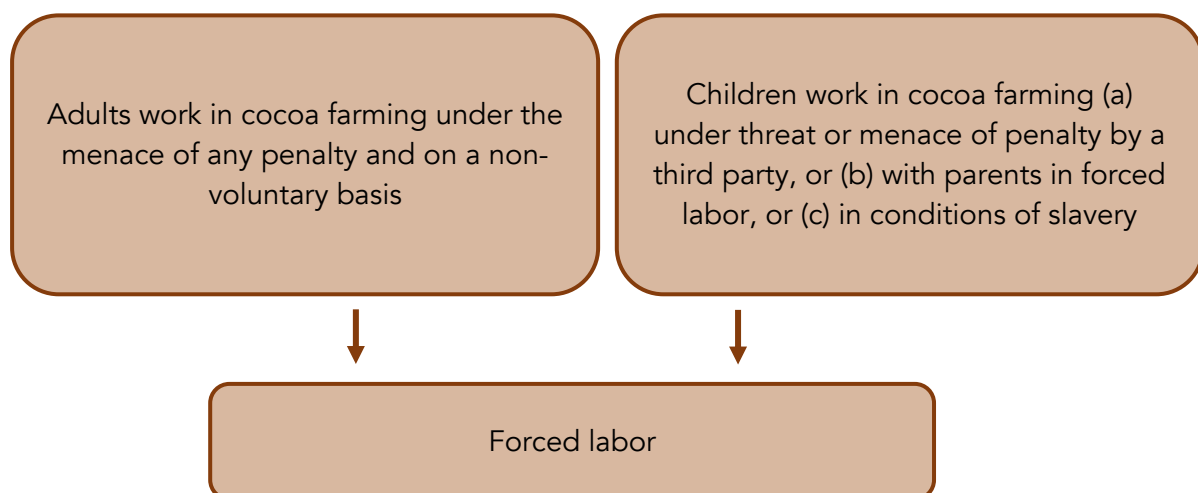 Adults work in cocoa farming under the
menace of any penalty and on a non-
voluntary basis
Children work in cocoa farming (a)
under threat or menace of penalty by a
third party, or (b) with parents in forced
labor, or (c) in conditions of slavery
Forced labor